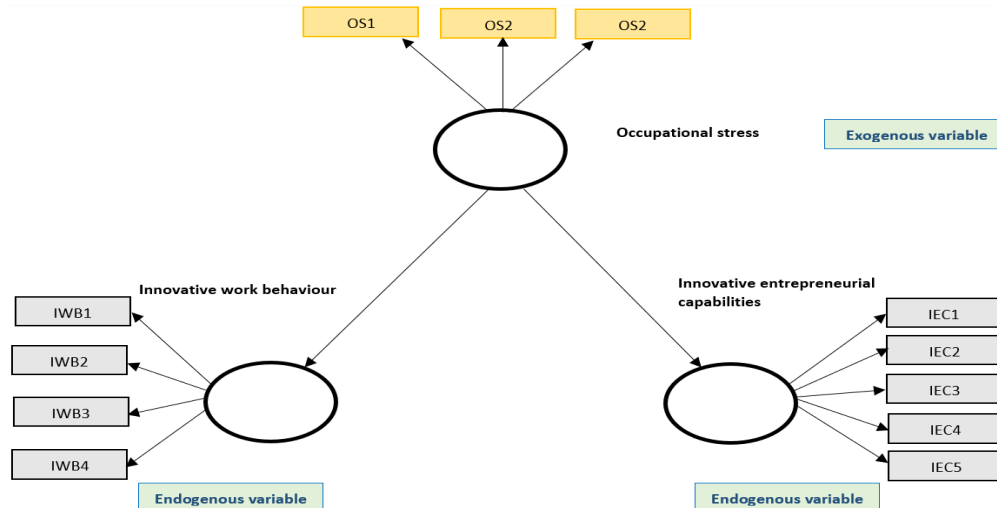 OS1
OS2
OS2
Occupational stress
Exogenous variable
Innovative work behaviour
Innovative entrepreneurial
capabilities
IWB1
IWB2
IWB3
IWB4
IEC1
IEC2
IEC3
IEC4
IEC5
Endogenous variable
Endogenous variable